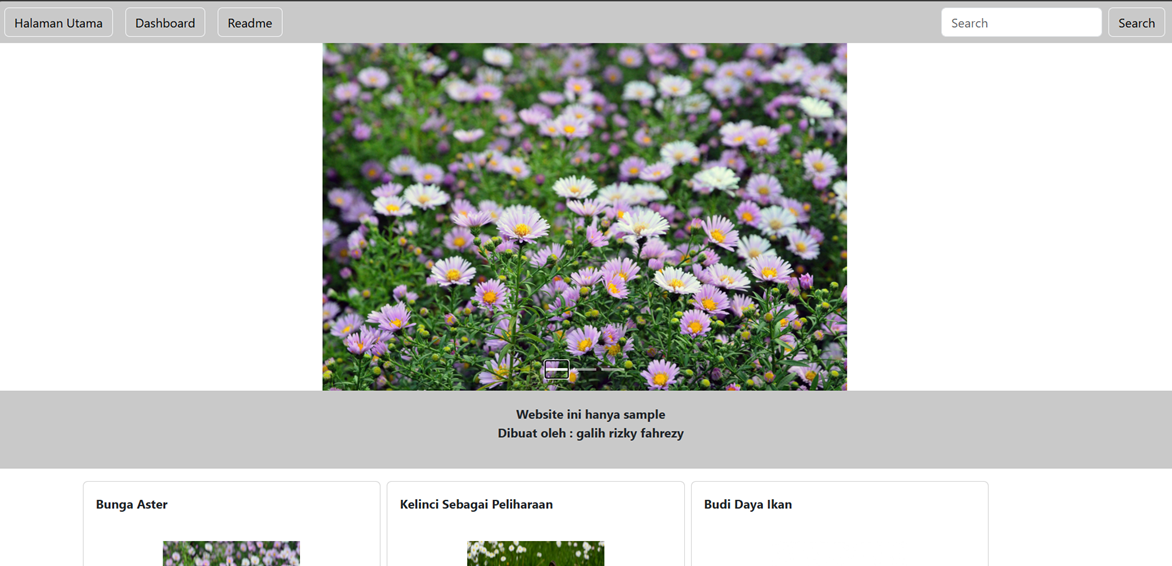 Halaman Utama
Dashboard
Readme
Search
Search
Website ini hanya sample
Dibuat oleh : galih rizky fahrezy
Bunga Aster
Kelinci Sebagai Peliharaan
Budi Daya Ikan